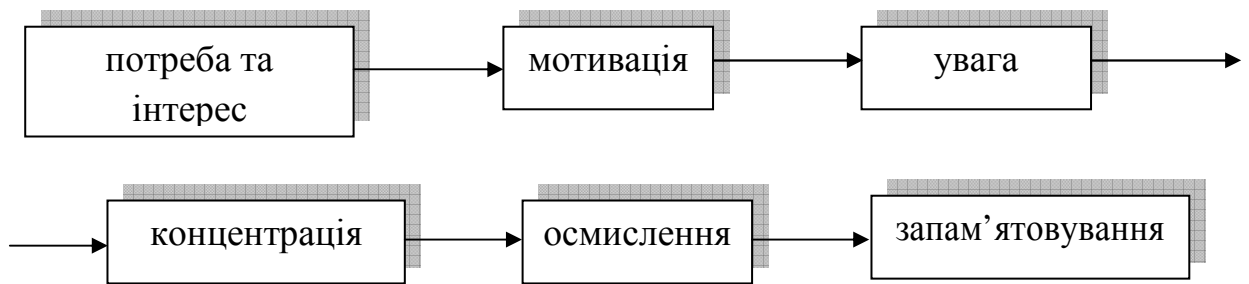 потреба та
інтерес
мотивація
увага
концентрація
осмислення
запам’ятовування